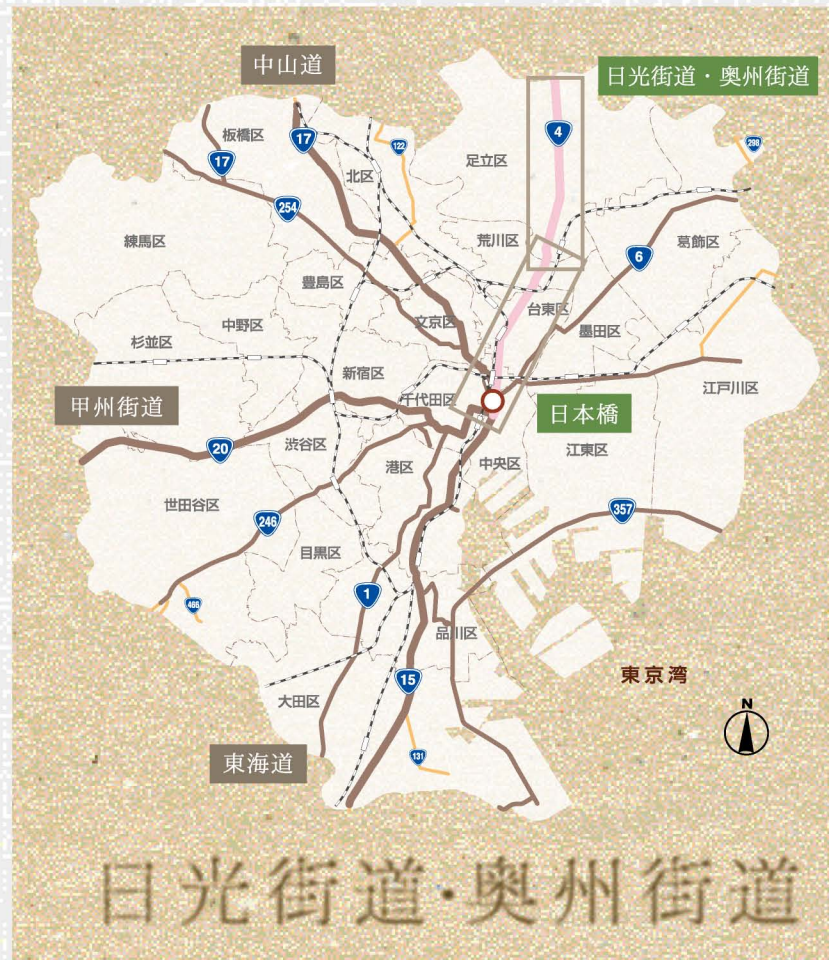 中山道
日光街道・奥州街道
17
板橋区
122
4
298
足立区
17
北区
254
練馬区
荒川区
6
葛飾区
豊島区
台東区
中野区
文京区
墨田区
杉並区
新宿区
千代田区
江戸川区
甲州街道
日本橋
20
渋谷区
港区
中央区
江東区
世田谷区
246
357
目黒区
1
466
品川区
15
東京湾
大田区
N
131
東海道
日光街道・奥州街道